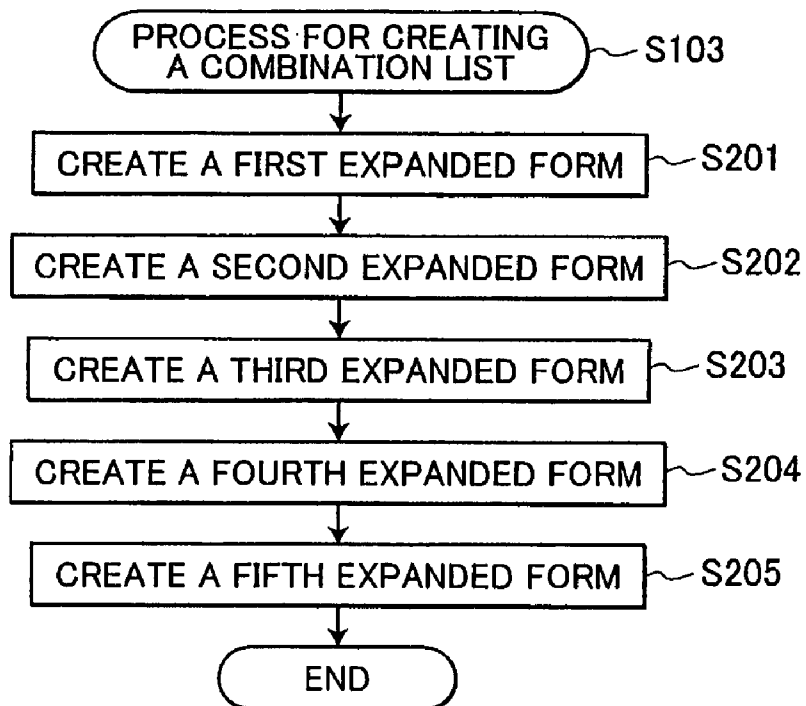 PROCESS FOR CREATING
A COMBINATION LIST
S103
CREATE A FIRST EXPANDED FORM
S201
CREATE A SECOND EXPANDED FORM
S202
CREATE A THIRD EXPANDED FORM
S203
CREATE A FOURTH EXPANDED FORM
S204
CREATE A FIFTH EXPANDED FORM
S205
END